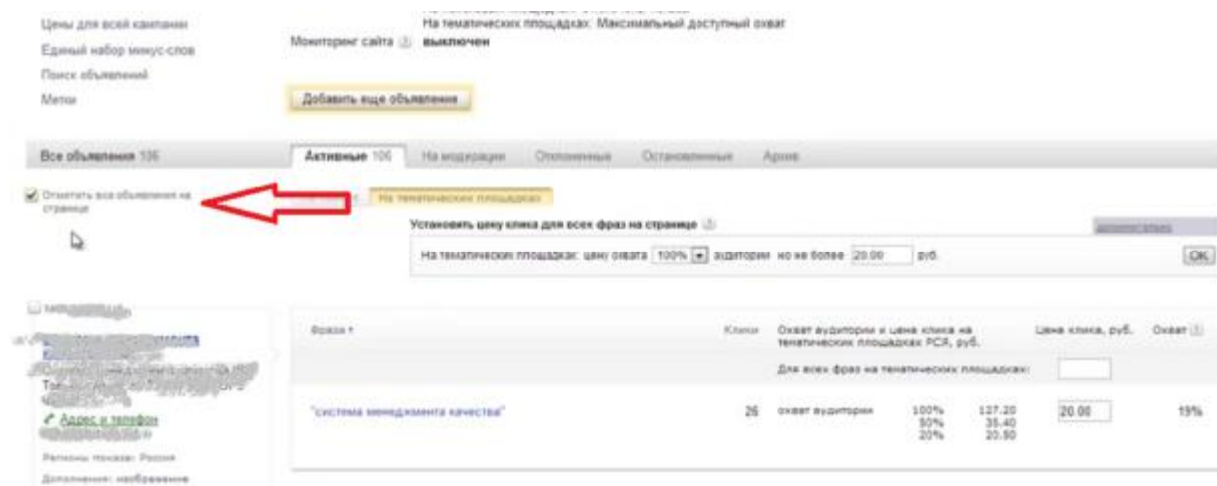 Цены для всей кампании
На тематических площадках: Максимальный доступный охват
Единый набор минус-слов
Мониторинг сайта выключен
Поиск объявлений
Метки
Добавить еще объявления
Все объявления 106
Активные 106 На модерации Отклоненные Остановленные Архив
Отметить все объявления на
странице
На тематических площадках
Установить цену клика для всех фраз на странице
На тематических площадках: цену охвата 100% аудитории но не более 20.00 руб. OK
Фраза Клики Охват аудитории и цена клика на
тематических площадках РСЯ, руб. Цена клика, руб. Охват
Для всех фраз на тематических площадках:
"система менеджмента качества" 26 охват аудитории 100% 127.20 20.00 19%
50% 35.40
20% 20.50
Адрес и телефон
Регионы показа: Россия
Дополнения: изображение